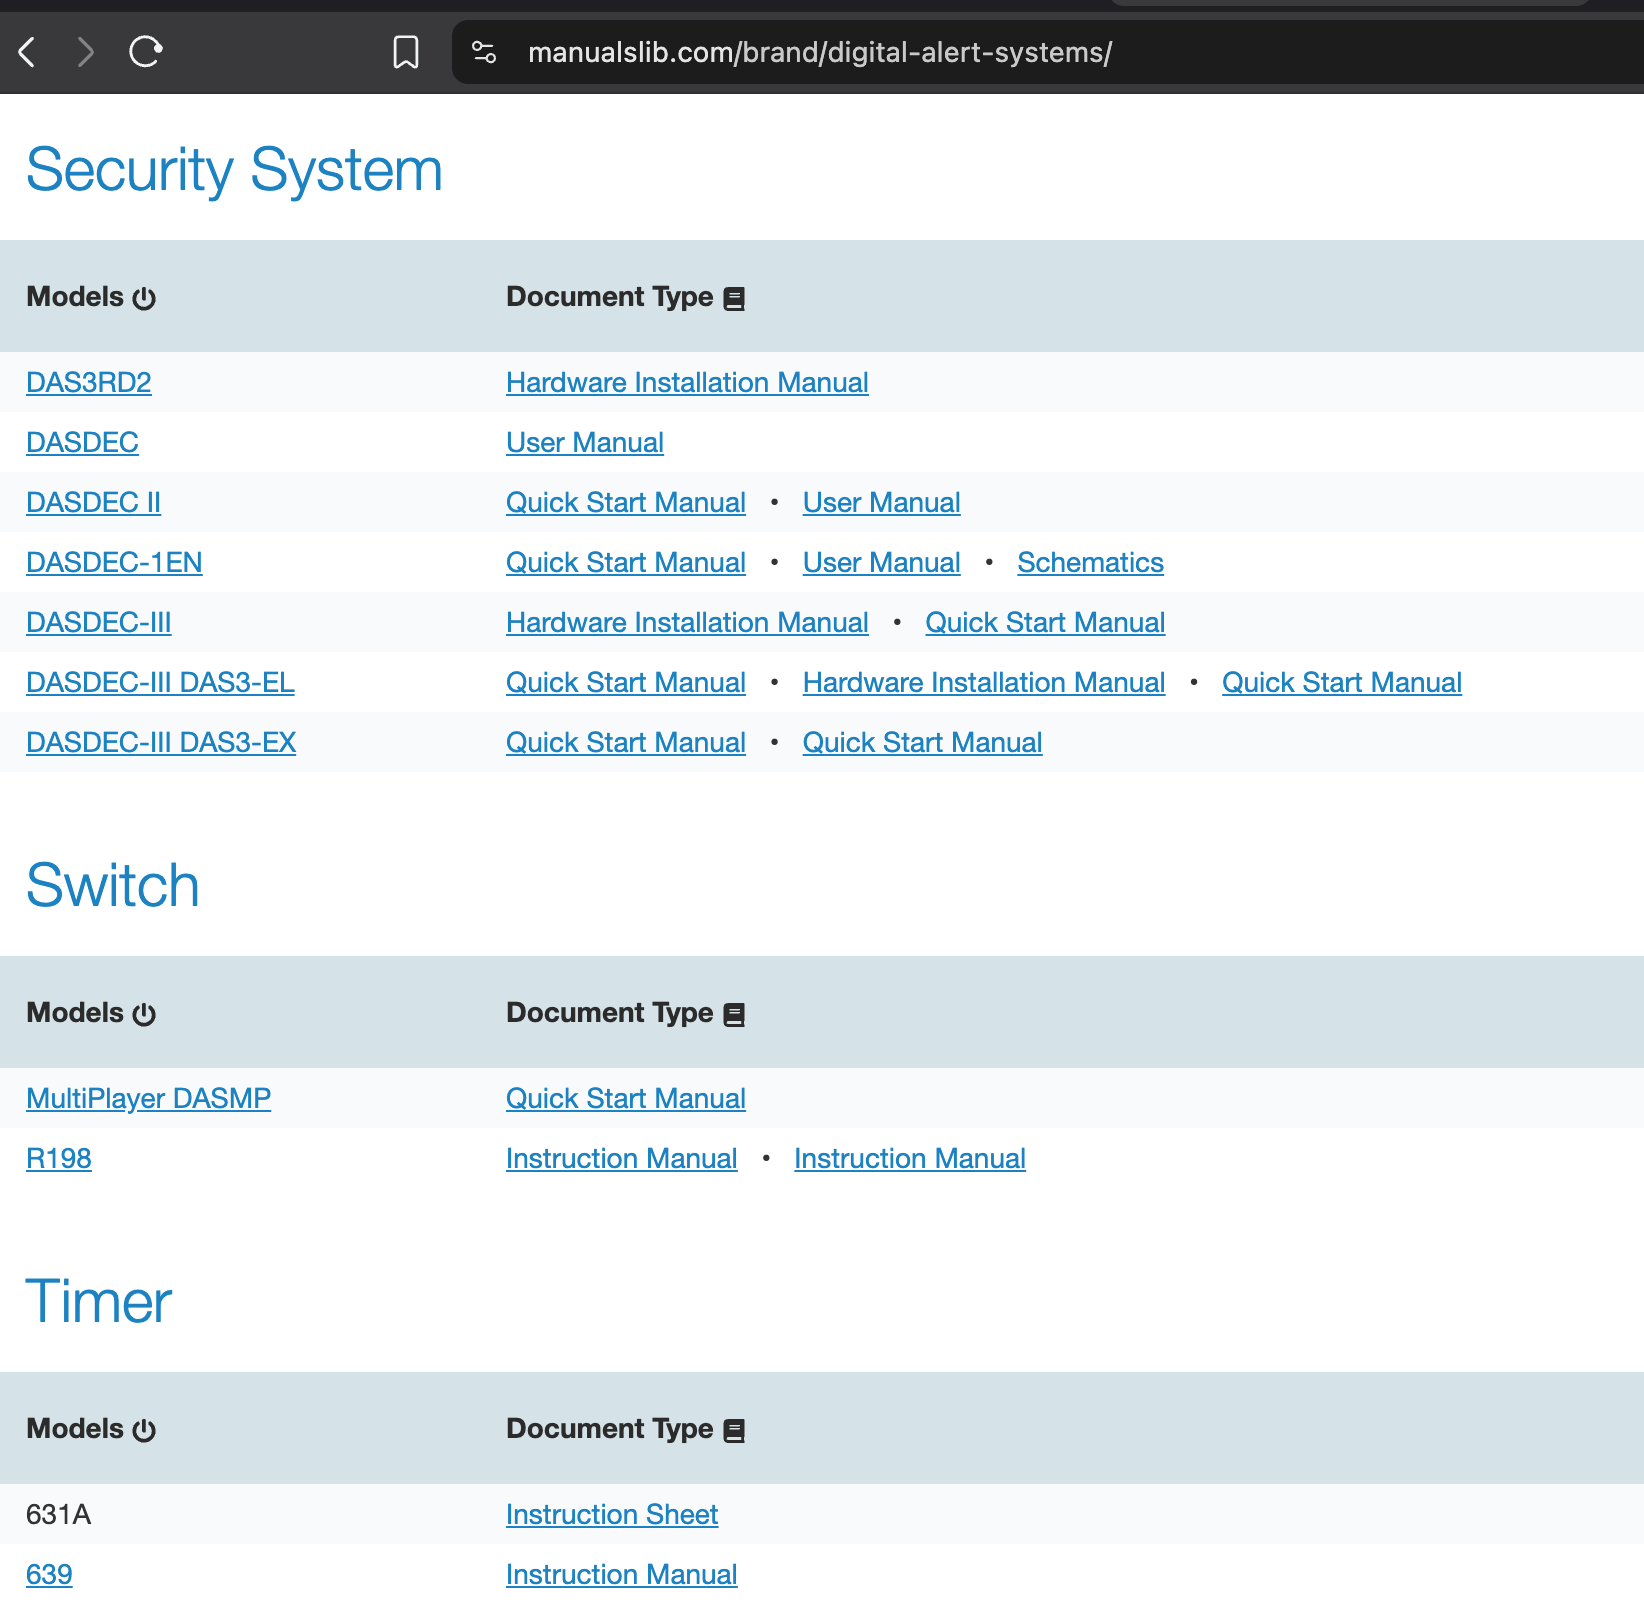 manualslib.com/brand/digital-alert-systems/
Security System
Models Document Type
DAS3RD2 Hardware Installation Manual
DASDEC User Manual
DASDEC II Quick Start Manual • User Manual
DASDEC-1EN Quick Start Manual • User Manual • Schematics
DASDEC-III Hardware Installation Manual • Quick Start Manual
DASDEC-III DAS3-EL Quick Start Manual • Hardware Installation Manual • Quick Start Manual
DASDEC-III DAS3-EX Quick Start Manual • Quick Start Manual
Switch
Models Document Type
MultiPlayer DASMP Quick Start Manual
R198 Instruction Manual • Instruction Manual
Timer
Models Document Type
631A Instruction Sheet
639 Instruction Manual